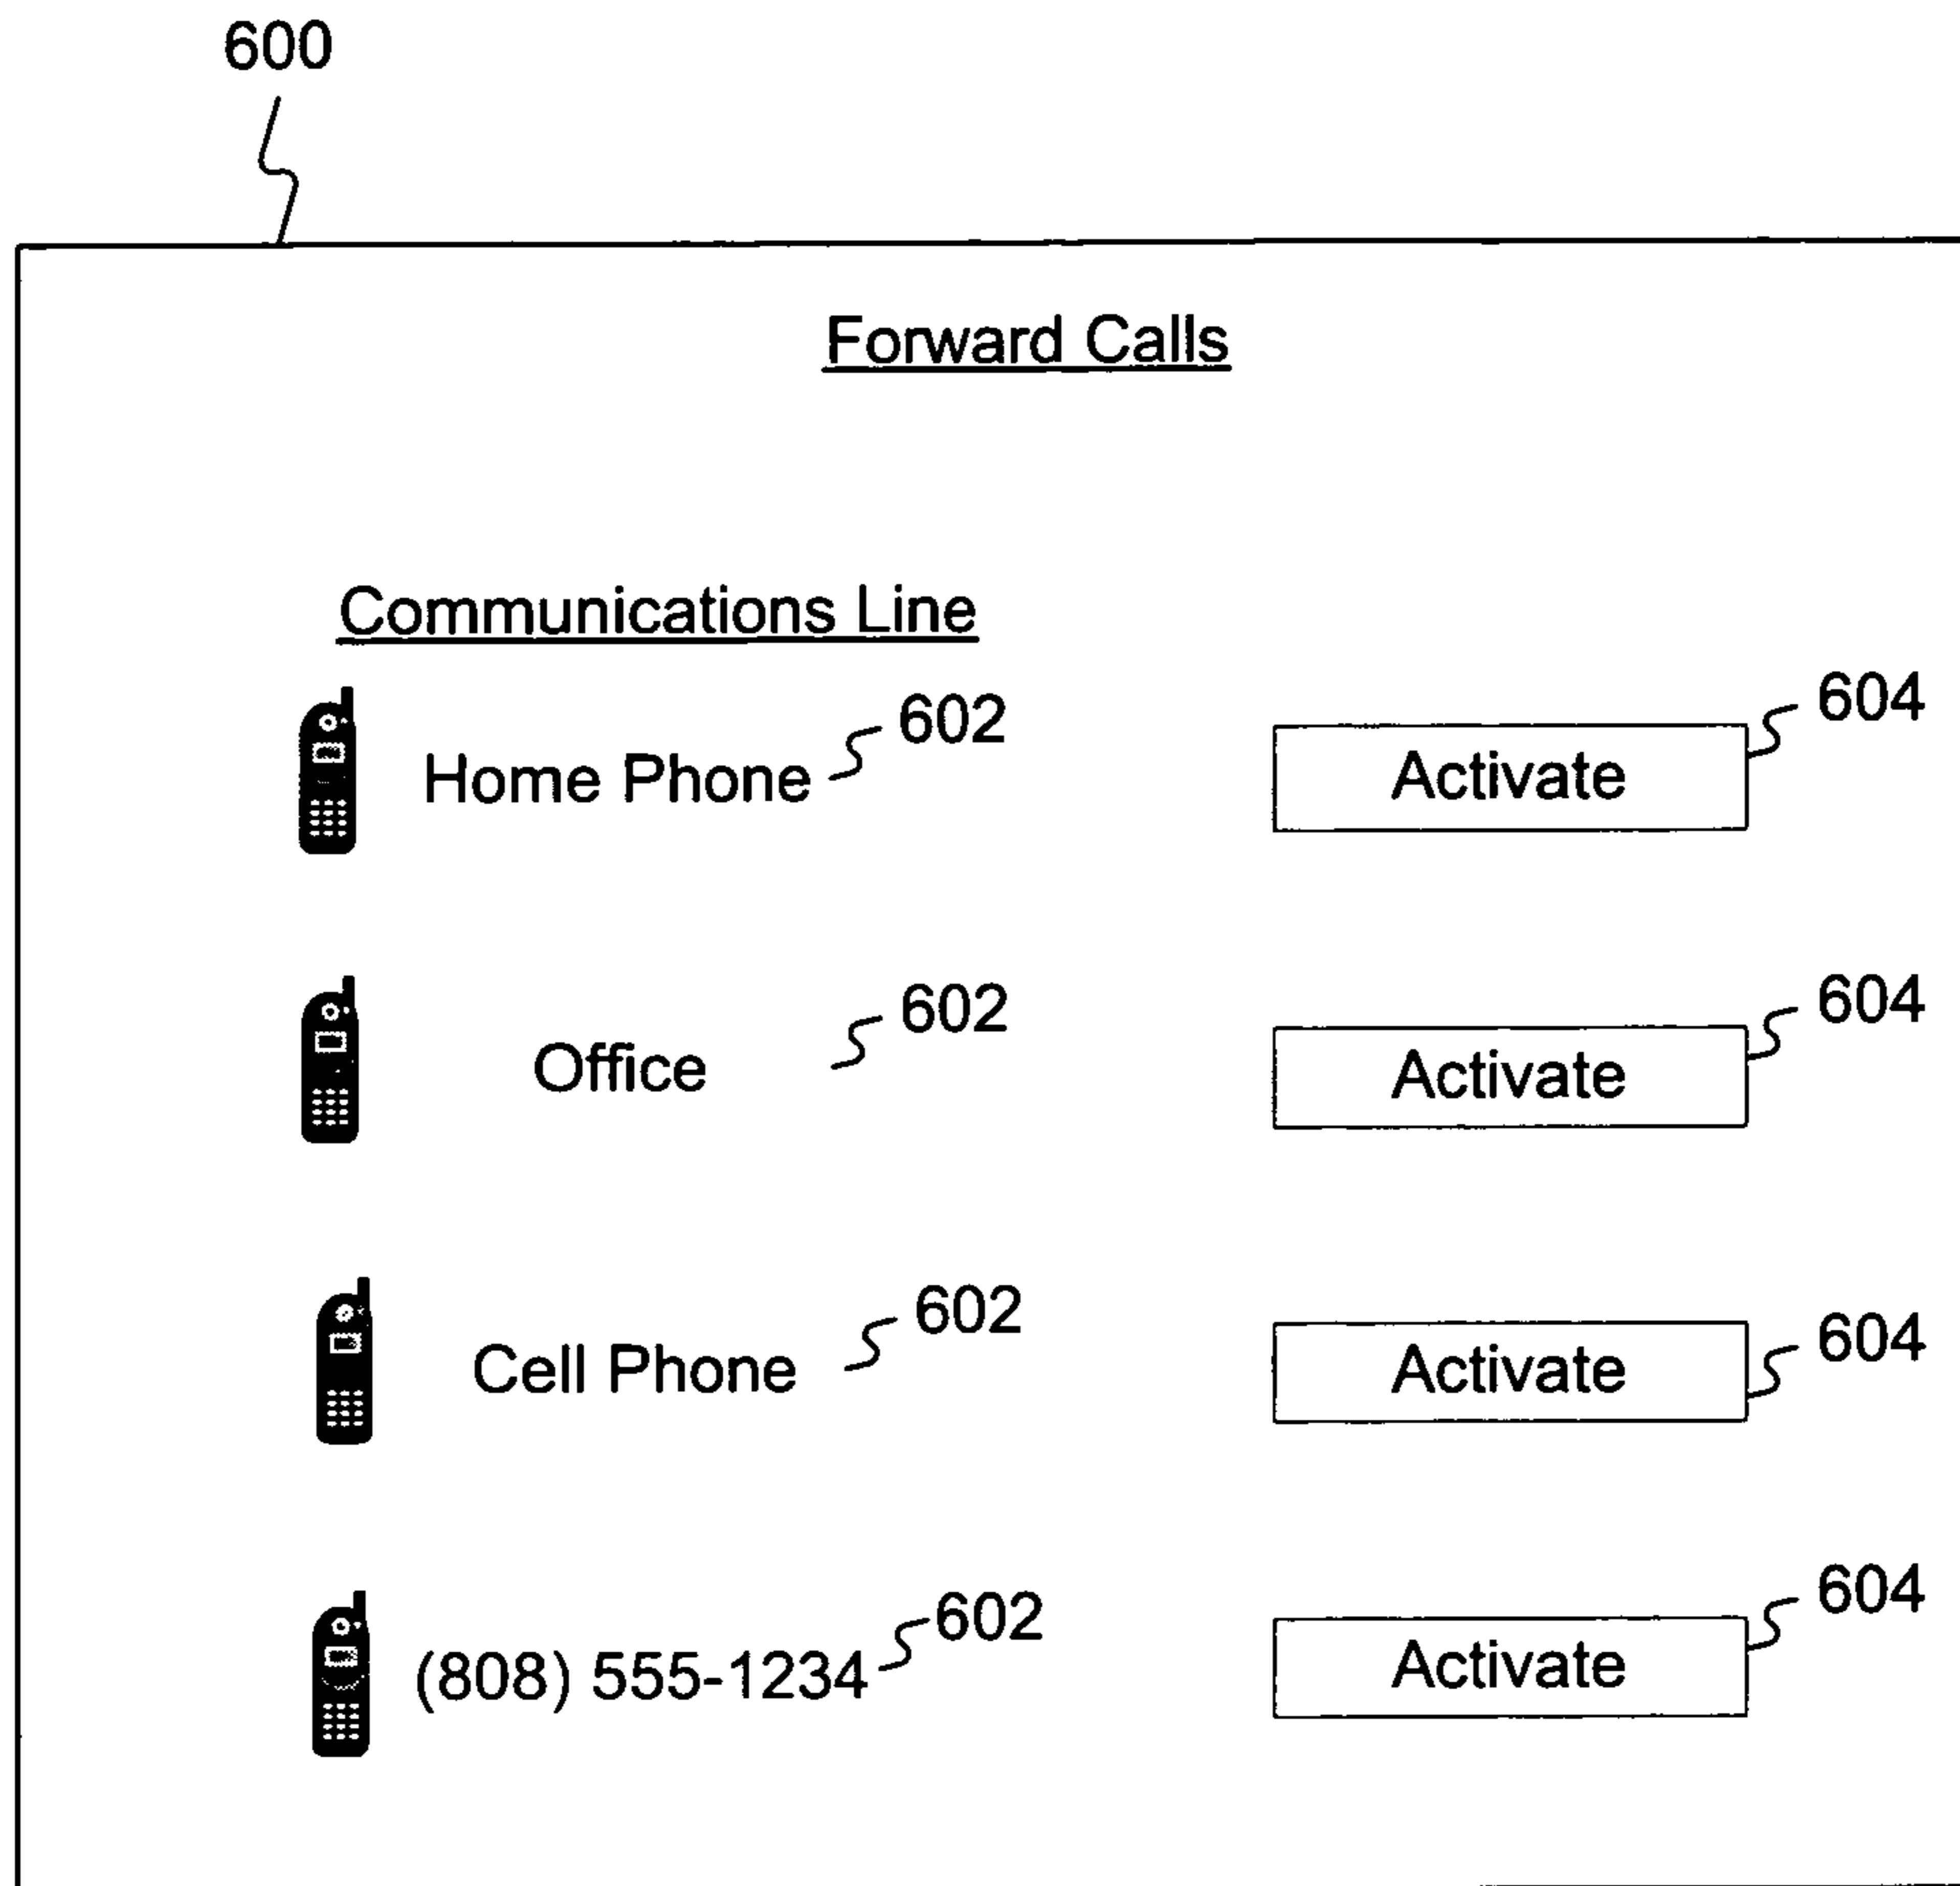 600
Forward Calls
Communications Line
Home Phone 602 Activate 604
Office 602 Activate 604
Cell Phone 602 Activate 604
(808) 555-1234 602 Activate 604